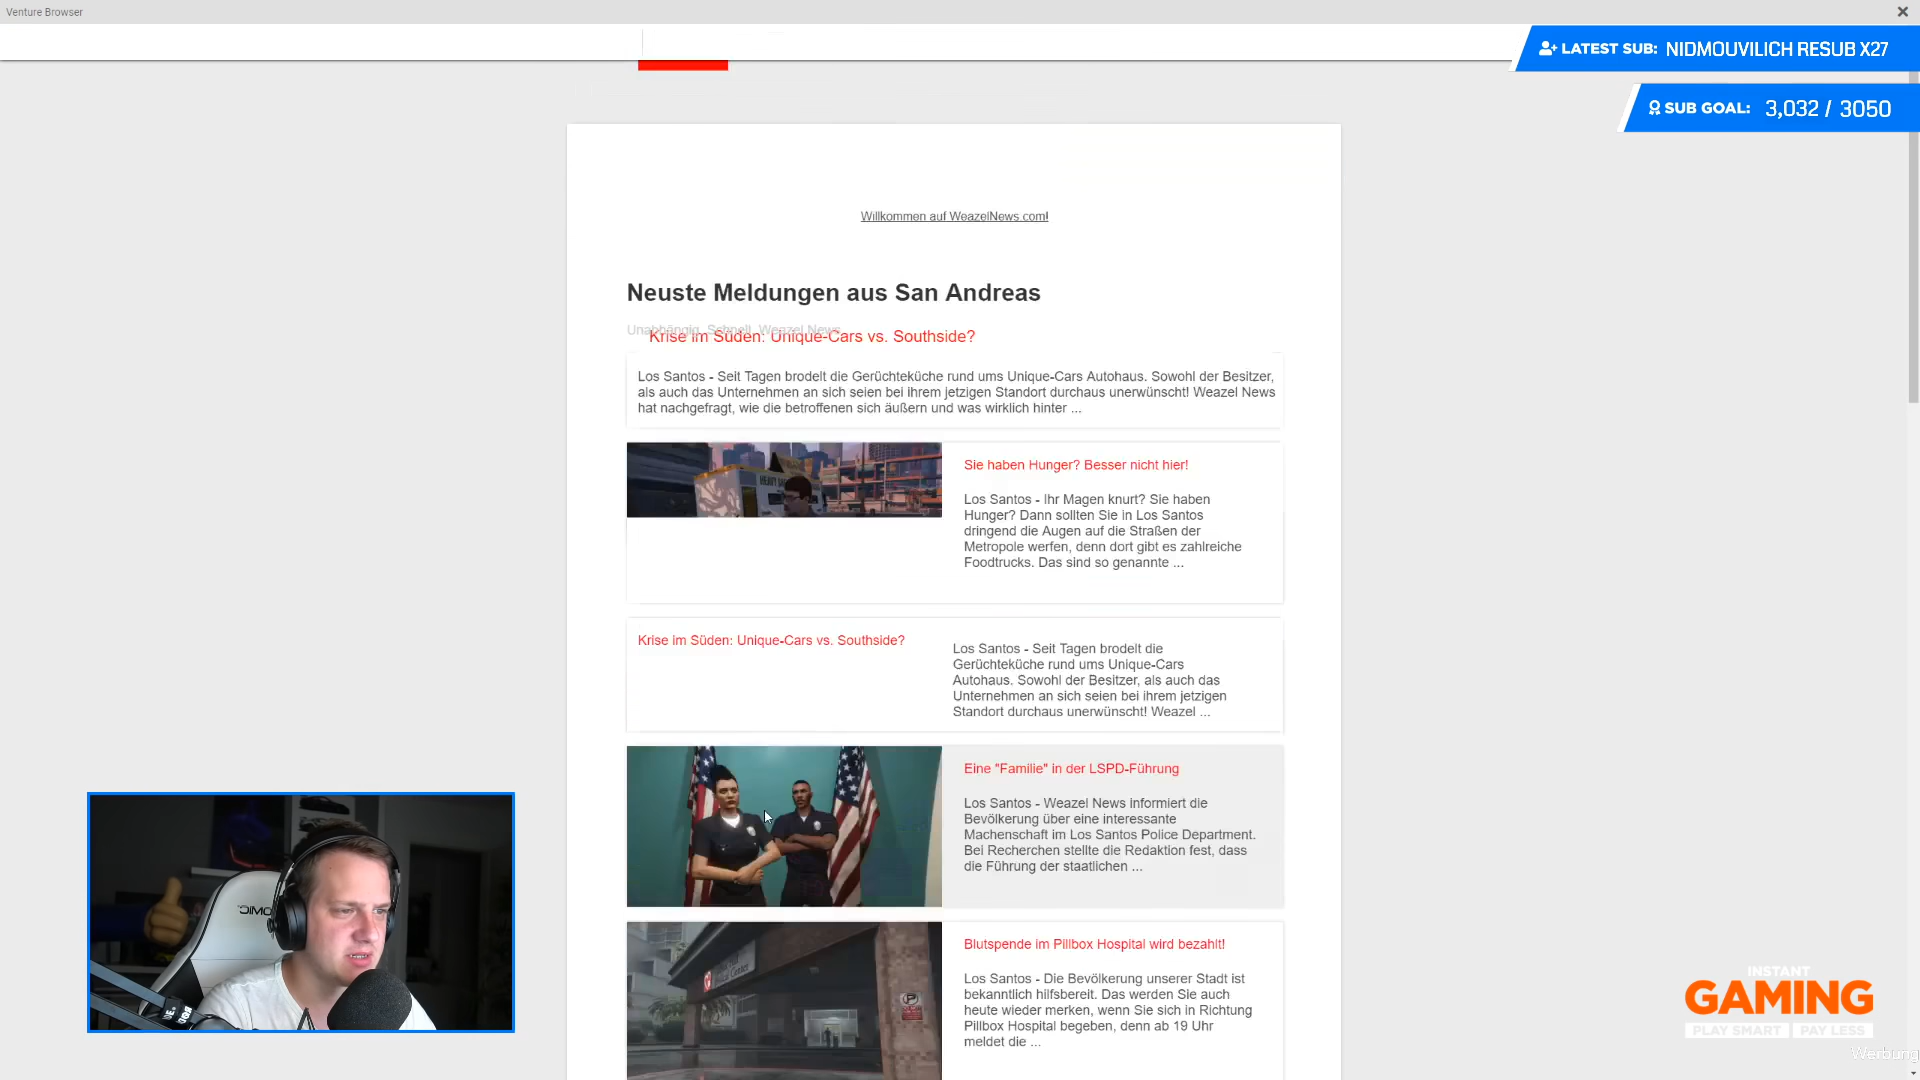 Venture Browser
LATEST SUB: NIDMOUVILICH RESUB X27
SUB GOAL: 3,032 / 3050
Willkommen auf WeazelNews.com!
Neuste Meldungen aus San Andreas
Unabhängig. Schnell. Weazel News
Krise im Süden: Unique-Cars vs. Southside?
Los Santos - Seit Tagen brodelt die Gerüchteküche rund ums Unique-Cars Autohaus. Sowohl der Besitzer,
als auch das Unternehmen an sich seien bei ihrem jetzigen Standort durchaus unerwünscht! Weazel News
hat nachgefragt, wie die betroffenen sich äußern und was wirklich hinter ...
Sie haben Hunger? Besser nicht hier!
Los Santos - Ihr Magen knurt? Sie haben
Hunger? Dann sollten Sie in Los Santos
dringend die Augen auf die Straßen der
Metropole werfen, denn dort gibt es zahlreiche
Foodtrucks. Das sind so genannte ...
Krise im Süden: Unique-Cars vs. Southside?
Los Santos - Seit Tagen brodelt die
Gerüchteküche rund ums Unique-Cars
Autohaus. Sowohl der Besitzer, als auch das
Unternehmen an sich seien bei ihrem jetzigen
Standort durchaus unerwünscht! Weazel ...
Eine "Familie" in der LSPD-Führung
Los Santos - Weazel News informiert die
Bevölkerung über eine interessante
Machenschaft im Los Santos Police Department.
Bei Recherchen stellte die Redaktion fest, dass
die Führung der staatlichen ...
Blutspende im Pillbox Hospital wird bezahlt!
Los Santos - Die Bevölkerung unserer Stadt ist
bekanntlich hilfsbereit. Das werden Sie auch
heute wieder merken, wenn Sie sich in Richtung
Pillbox Hospital begeben, denn ab 19 Uhr
meldet die ...
INSTANT
GAMING
PLAY SMART PAY LESS
Werbung